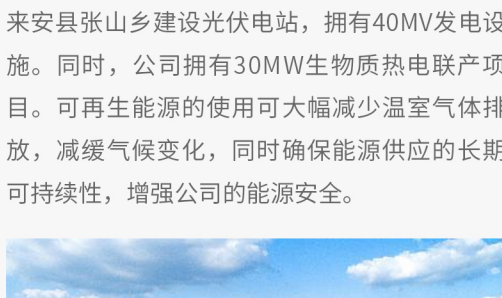 来安县张山乡建设光伏电站，拥有40MV发电设
施。同时，公司拥有30MW生物质热电联产项
目。可再生能源的使用可大幅减少温室气体排
放，减缓气候变化，同时确保能源供应的长期
可持续性，增强公司的能源安全。